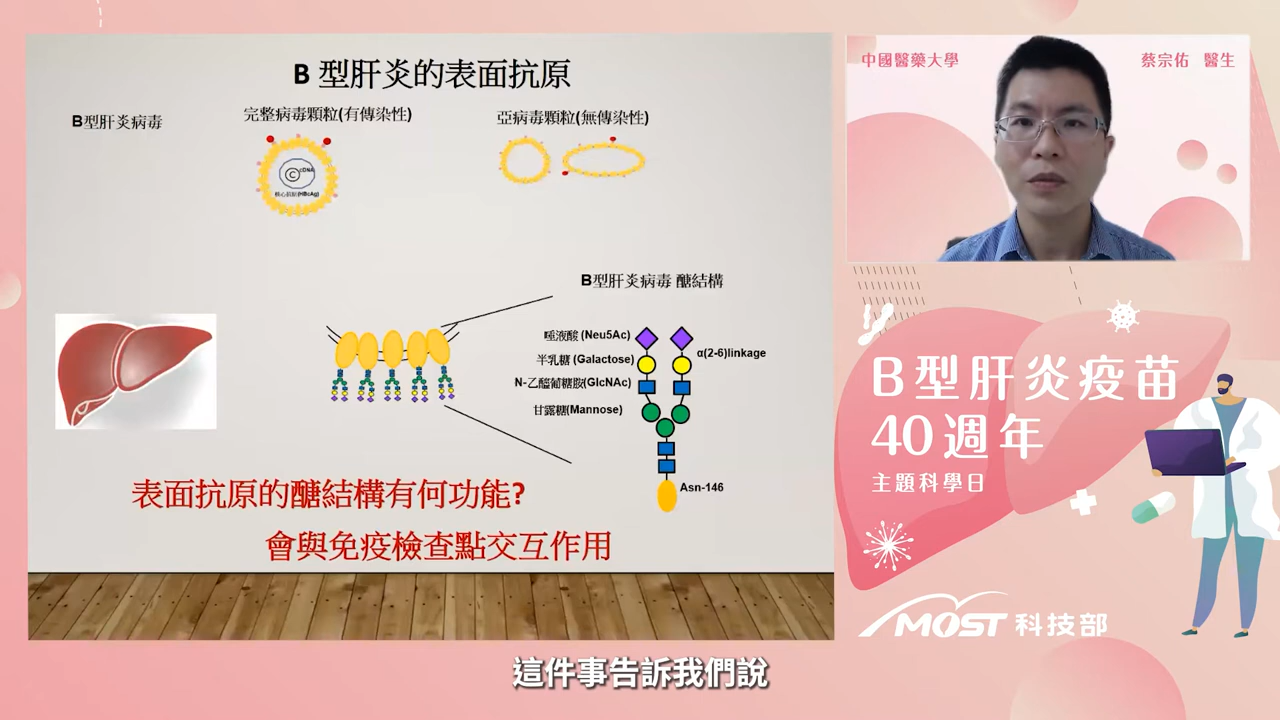 B 型肝炎的表面抗原
B型肝炎病毒
完整病毒顆粒(有傳染性)
亞病毒顆粒(無傳染性)
cDNA
核心抗原(HBcAg)
B型肝炎病毒 醣結構
唾液酸 (Neu5Ac)
半乳糖 (Galactose)
N-乙醯葡糖胺(GlcNAc)
甘露糖(Mannose)
α(2-6)linkage
Asn-146
表面抗原的醣結構有何功能?
會與免疫檢查點交互作用
中國醫藥大學
蔡宗佑 醫生
B型肝炎疫苗
40週年
主題科學日
MOST 科技部
這件事告訴我們說